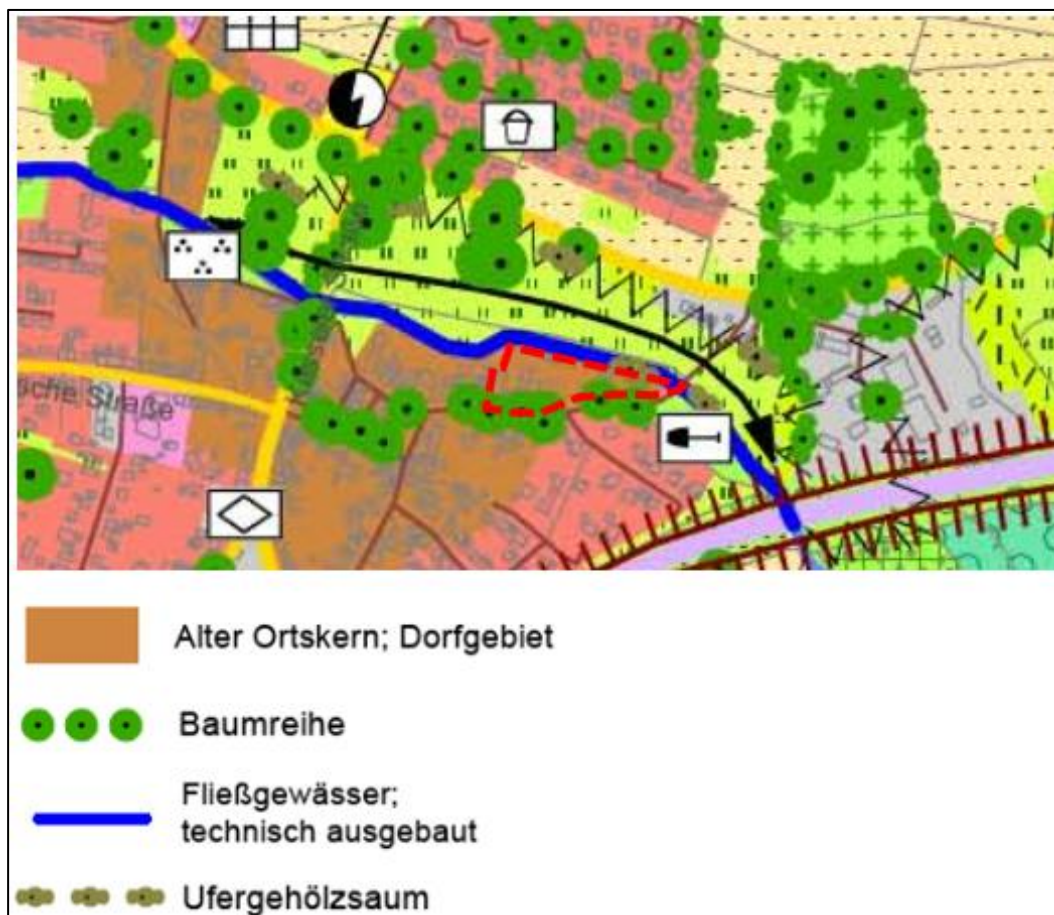 sche Straße
Alter Ortskern; Dorfgebiet
Baumreihe
Fließgewässer;
technisch ausgebaut
Ufergehölzsaum